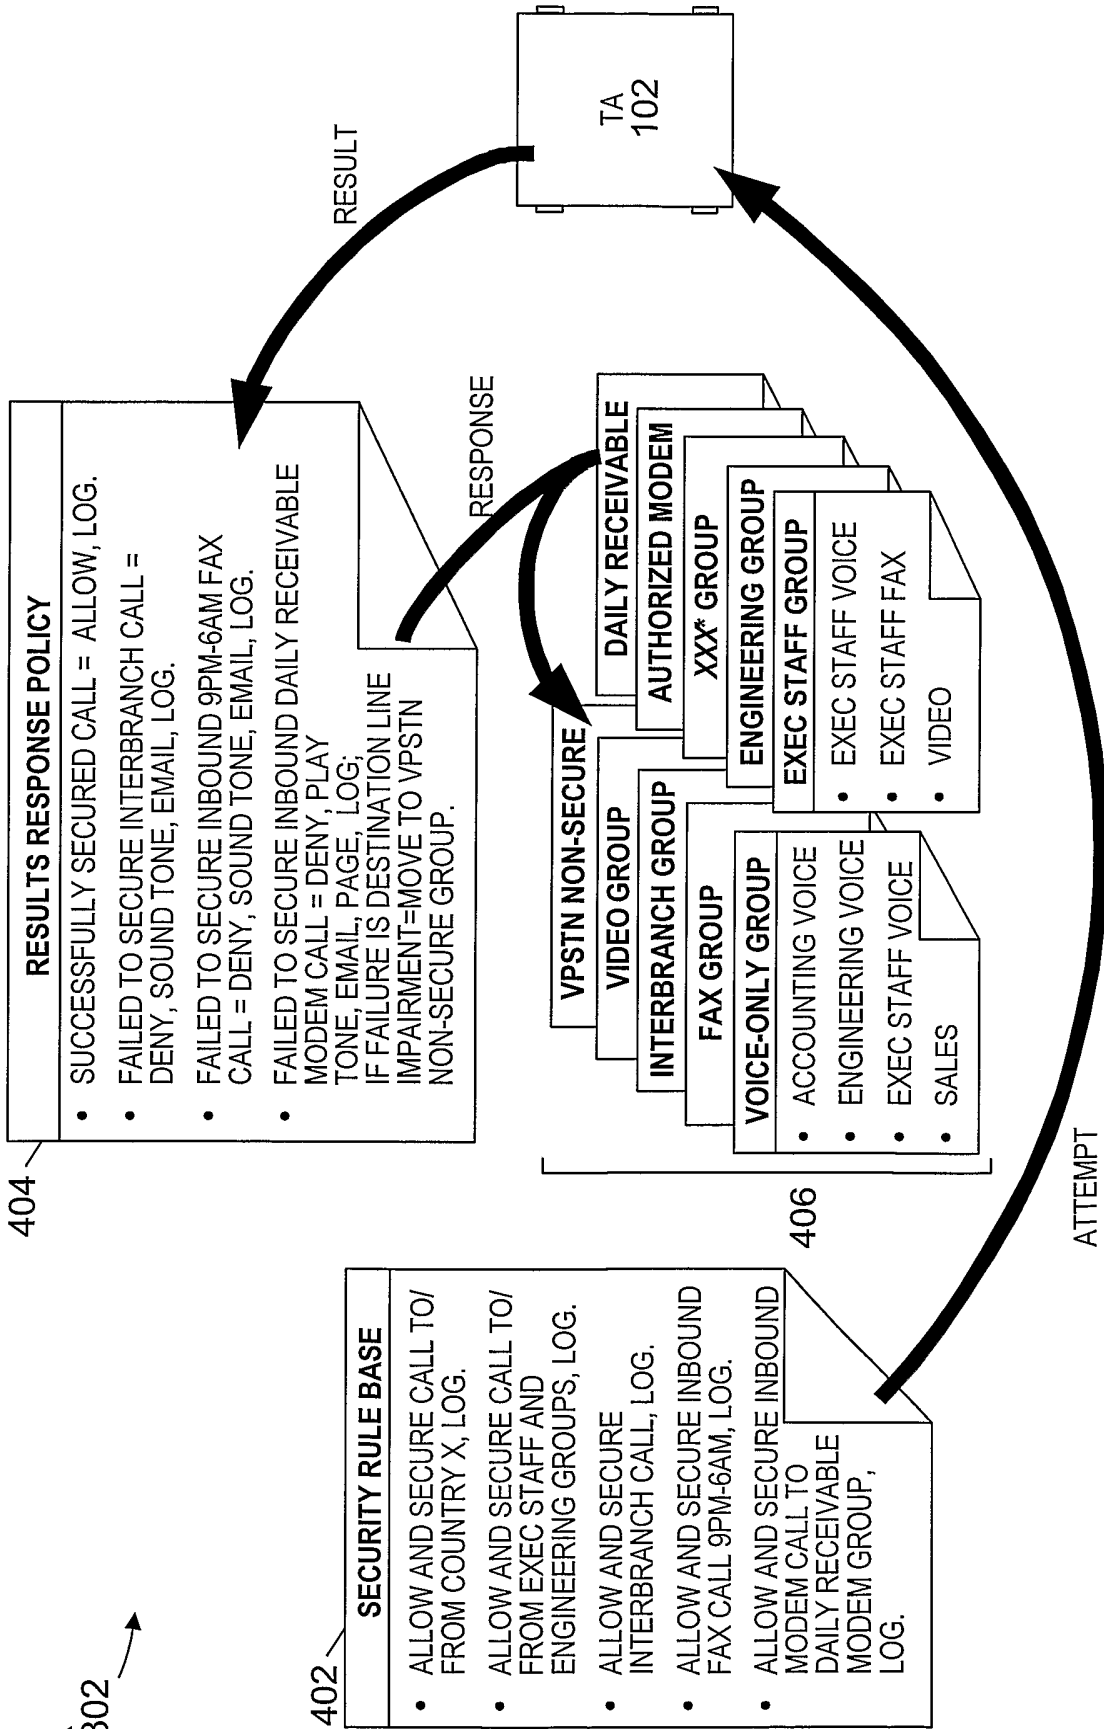 302
402
SECURITY RULE BASE
• ALLOW AND SECURE CALL TO/
FROM COUNTRY X, LOG.
• ALLOW AND SECURE CALL TO/
FROM EXEC STAFF AND
ENGINEERING GROUPS, LOG.
• ALLOW AND SECURE
INTERBRANCH CALL, LOG.
• ALLOW AND SECURE INBOUND
FAX CALL 9PM-6AM, LOG.
• ALLOW AND SECURE INBOUND
MODEM CALL TO
DAILY RECEIVABLE
MODEM GROUP,
LOG.
404
RESULTS RESPONSE POLICY
• SUCCESSFULLY SECURED CALL = ALLOW, LOG.
• FAILED TO SECURE INTERBRANCH CALL =
DENY, SOUND TONE, EMAIL, LOG.
• FAILED TO SECURE INBOUND 9PM-6AM FAX
CALL = DENY, SOUND TONE, EMAIL, LOG.
• FAILED TO SECURE INBOUND DAILY RECEIVABLE
MODEM CALL = DENY, PLAY
TONE, EMAIL, PAGE, LOG;
IF FAILURE IS DESTINATION LINE
IMPAIRMENT=MOVE TO VPSTN
NON-SECURE GROUP.
RESULT
TA
102
RESPONSE
406
VPSTN NON-SECURE
VIDEO GROUP
INTERBRANCH GROUP
FAX GROUP
VOICE-ONLY GROUP
• ACCOUNTING VOICE
• ENGINEERING VOICE
• EXEC STAFF VOICE
• SALES
DAILY RECEIVABLE
AUTHORIZED MODEM
XXX* GROUP
ENGINEERING GROUP
EXEC STAFF GROUP
• EXEC STAFF VOICE
• EXEC STAFF FAX
• VIDEO
ATTEMPT